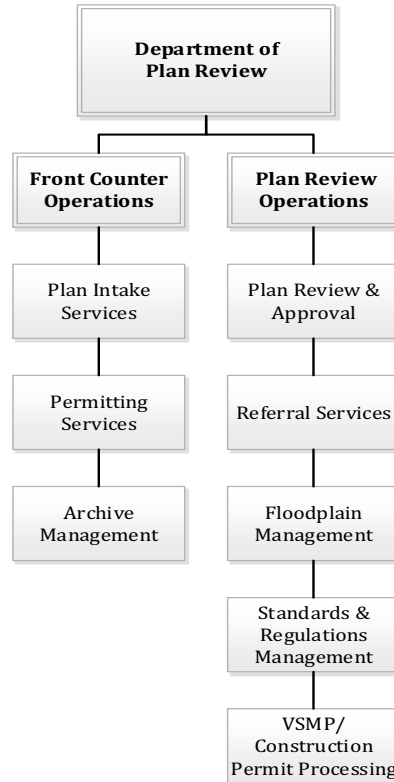 Department of
Plan Review
Front Counter
Operations
Plan Intake
Services
Permitting
Services
Archive
Management
Plan Review
Operations
Plan Review &
Approval
Referral Services
Floodplain
Management
Standards &
Regulations
Management
VSMP/
Construction
Permit Processing